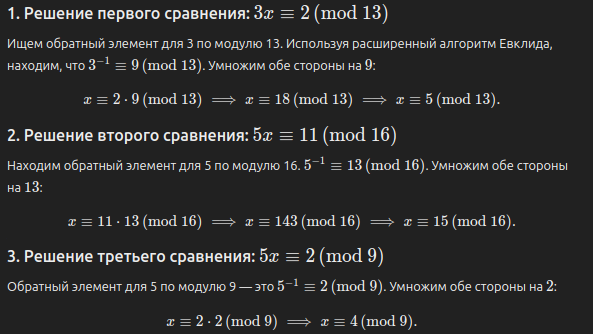 1. Решение первого сравнения: 3x ≡ 2 (mod 13)
Ищем обратный элемент для 3 по модулю 13. Используя расширенный алгоритм Евклида,
находим, что 3⁻¹ ≡ 9 (mod 13). Умножим обе стороны на 9:
x ≡ 2 · 9 (mod 13) ⟹ x ≡ 18 (mod 13) ⟹ x ≡ 5 (mod 13).
2. Решение второго сравнения: 5x ≡ 11 (mod 16)
Находим обратный элемент для 5 по модулю 16. 5⁻¹ ≡ 13 (mod 16). Умножим обе стороны
на 13:
x ≡ 11 · 13 (mod 16) ⟹ x ≡ 143 (mod 16) ⟹ x ≡ 15 (mod 16).
3. Решение третьего сравнения: 5x ≡ 2 (mod 9)
Обратный элемент для 5 по модулю 9 — это 5⁻¹ ≡ 2 (mod 9). Умножим обе стороны на 2:
x ≡ 2 · 2 (mod 9) ⟹ x ≡ 4 (mod 9).